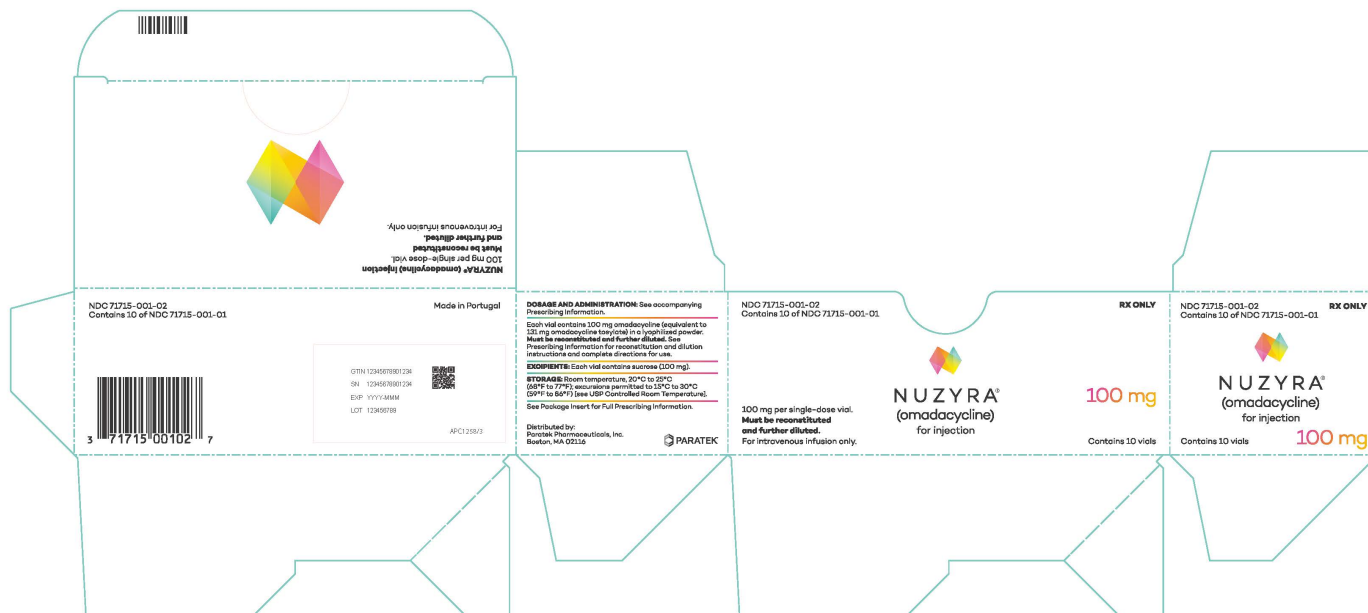 NUZYRA® (omadacycline) injection
100 mg per single-dose vial.
Must be reconstituted
and further diluted.
For intravenous infusion only.
NDC 71715-001-02
Contains 10 of NDC 71715-001-01
Made in Portugal
GTIN 12345678901234
SN 12345678901234
EXP YYYY-MMM
LOT 123456789
APC1258/3
3 71715 00102 7
DOSAGE AND ADMINISTRATION: See accompanying
Prescribing Information.
Each vial contains 100 mg omadacycline (equivalent to
131 mg omadacycline tosylate) in a lyophilized powder.
Must be reconstituted and further diluted. See
Prescribing Information for reconstitution and dilution
instructions and complete directions for use.
EXCIPIENTS: Each vial contains sucrose (100 mg).
STORAGE: Room temperature, 20°C to 25°C
(68°F to 77°F); excursions permitted to 15°C to 30°C
(59°F to 86°F) [see USP Controlled Room Temperature].
See Package Insert for Full Prescribing Information.
Distributed by:
Paratek Pharmaceuticals, Inc.
Boston, MA 02116
PARATEK
NDC 71715-001-02
Contains 10 of NDC 71715-001-01
RX ONLY
NUZYRA®
(omadacycline)
for injection
100 mg
100 mg per single-dose vial.
Must be reconstituted
and further diluted.
For intravenous infusion only.
Contains 10 vials
NDC 71715-001-02
Contains 10 of NDC 71715-001-01
RX ONLY
NUZYRA®
(omadacycline)
for injection
Contains 10 vials
100 mg